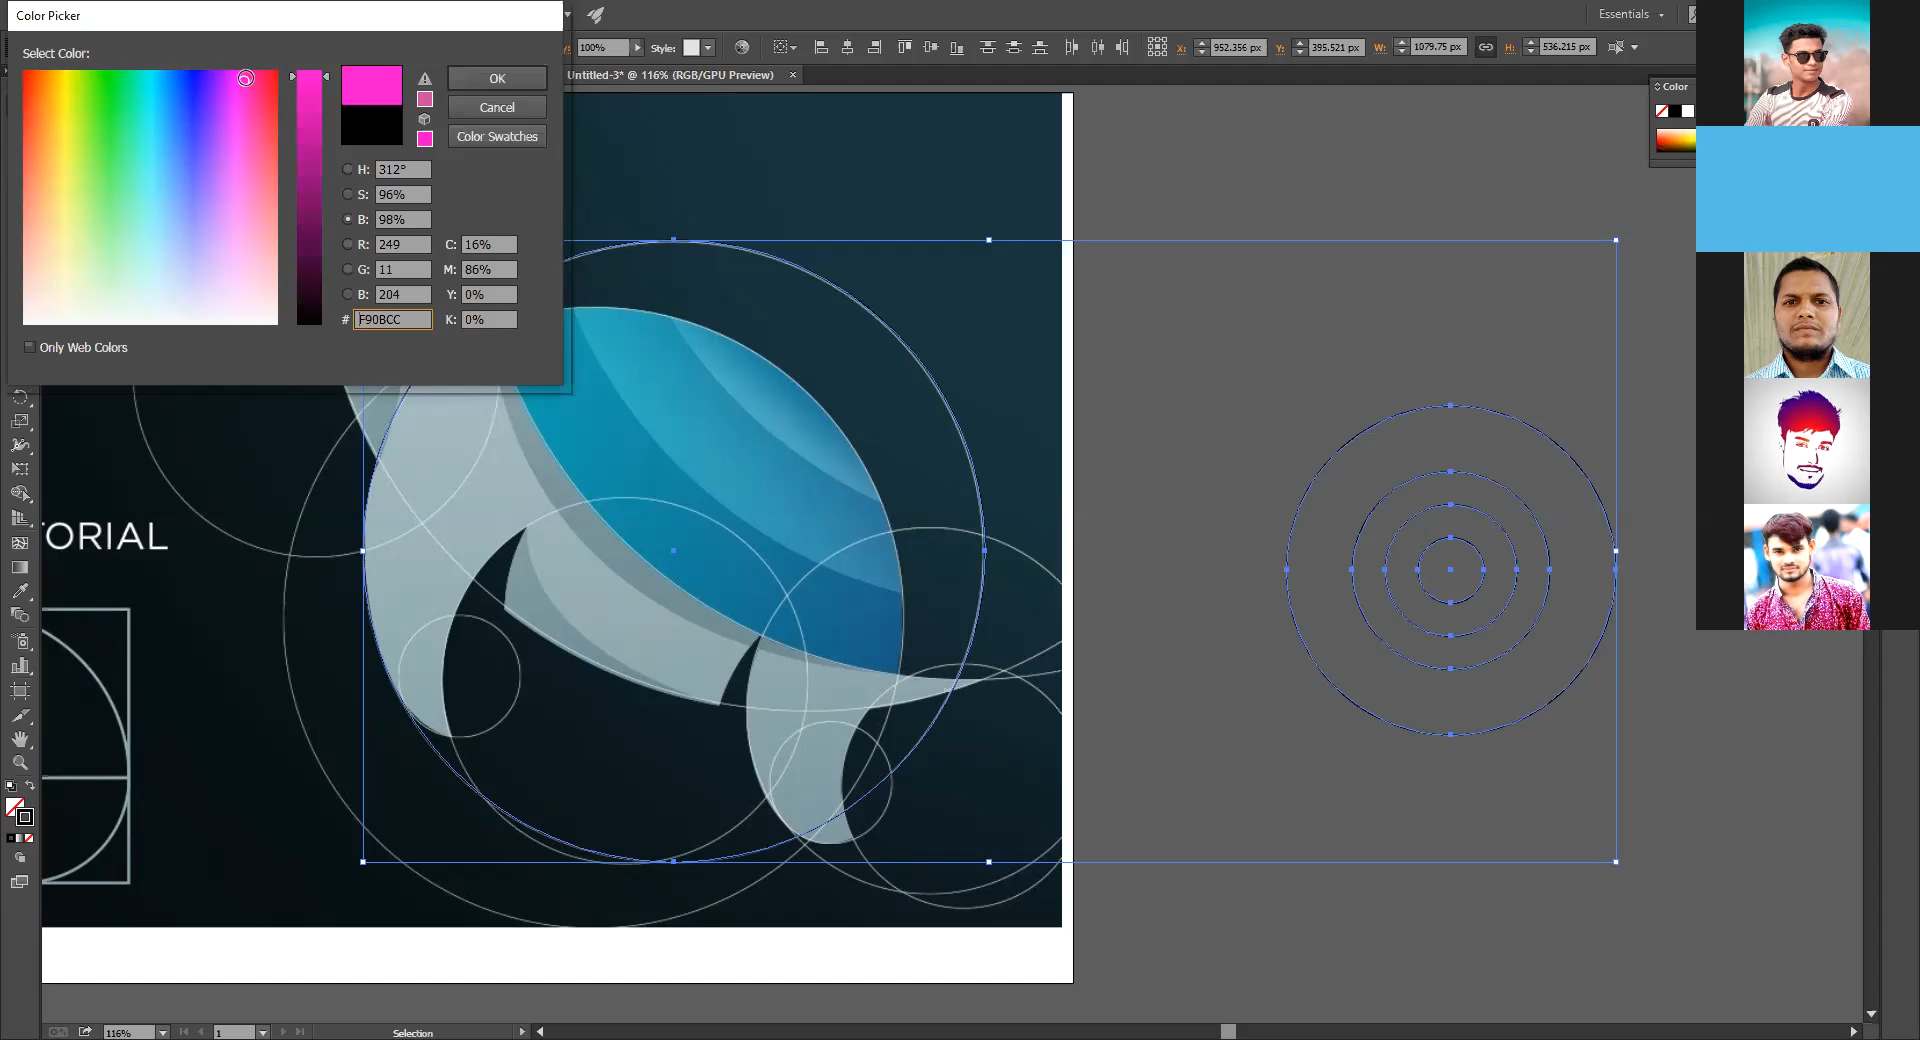 Color Picker
Essentials
Select Color:
100%
Style:
X: 952.356 px
Y: 395.521 px
W: 1079.75 px
H: 536.215 px
Untitled-3* @ 116% (RGB/GPU Preview) ×
OK
Cancel
Color Swatches
Color
H: 312°
S: 96%
B: 98%
R: 249 C: 16%
G: 11 M: 86%
B: 204 Y: 0%
# F90BCC K: 0%
Only Web Colors
TORIAL
116%
1
Selection